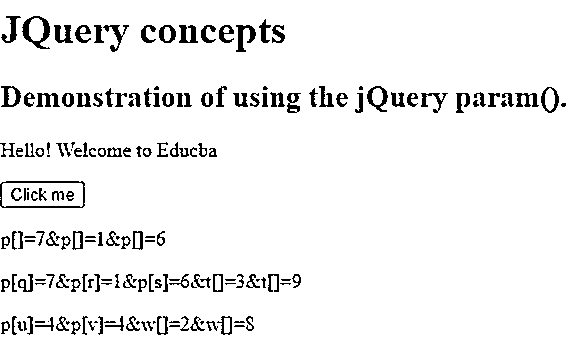 JQuery concepts
Demonstration of using the jQuery param().
Hello! Welcome to Educba
Click me
p[]=7&p[]=1&p[]=6
p[q]=7&p[r]=1&p[s]=6&t[]=3&t[]=9
p[u]=4&p[v]=4&w[]=2&w[]=8